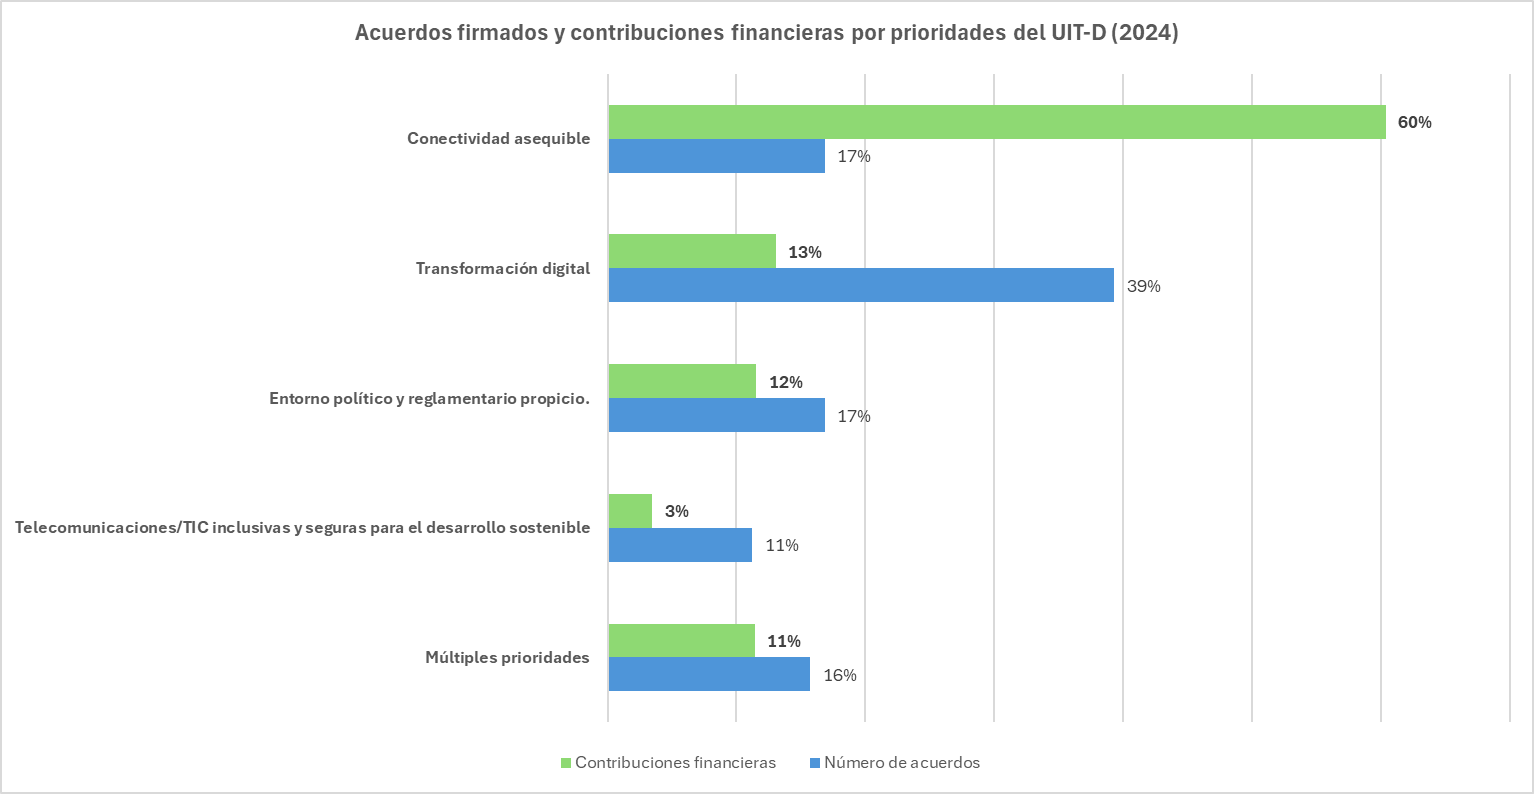 Acuerdos firmados y contribuciones financieras por prioridades del UIT-D (2024)
Conectividad asequible
60%
17%
Transformación digital
13%
39%
Entorno político y reglamentario propicio.
12%
17%
Telecomunicaciones/TIC inclusivas y seguras para el desarrollo sostenible
3%
11%
Múltiples prioridades
11%
16%
Contribuciones financieras
Número de acuerdos